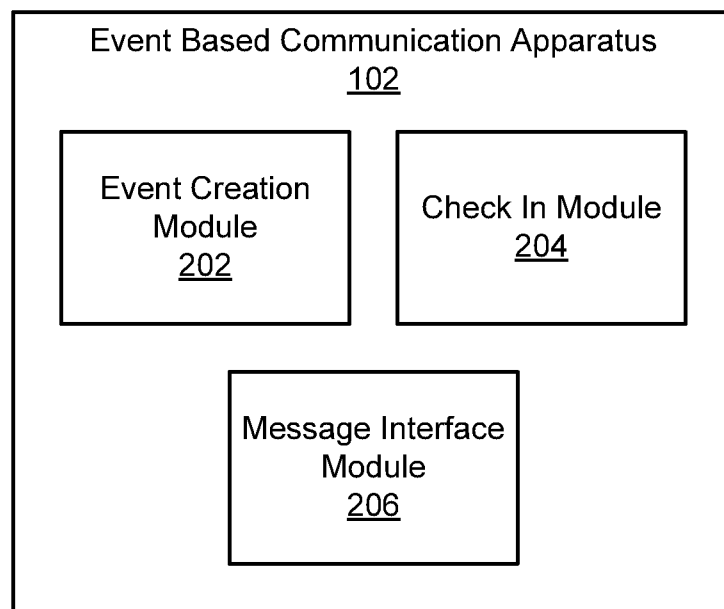 Event Based Communication Apparatus
102
Event Creation
Module
202
Check In Module
204
Message Interface
Module
206